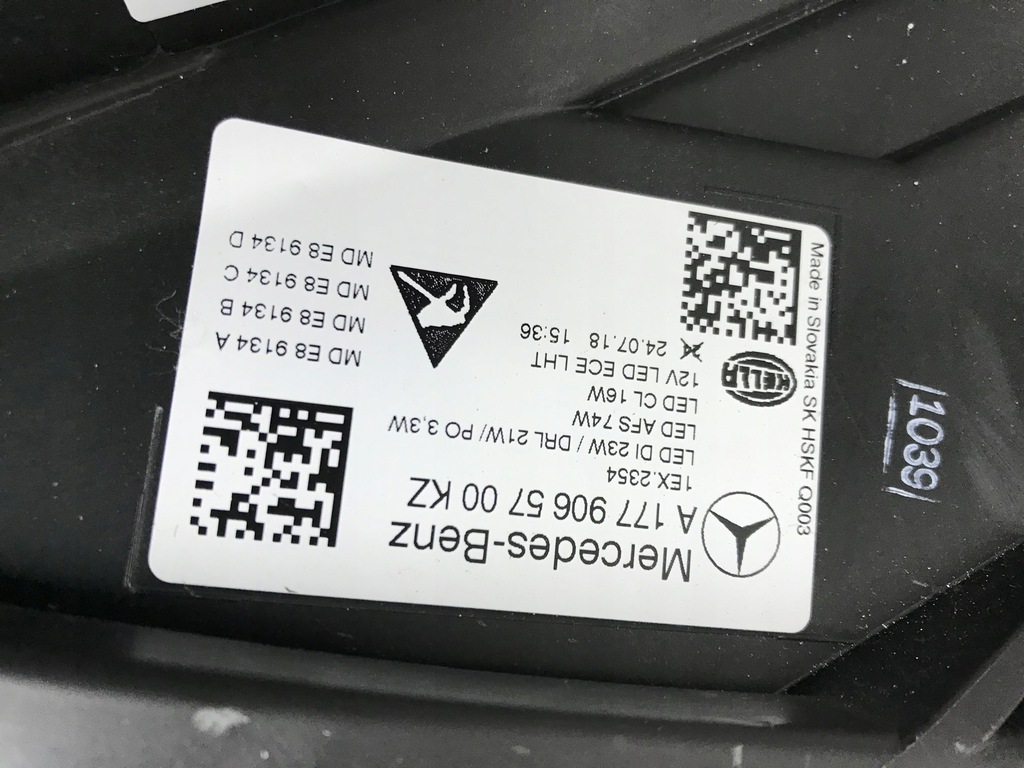 Mercedes-Benz
A 177 906 57 00 KZ
1EX.2354
LED DI 23W / DRL 21W/ PO 3,3W
LED AFS 74W
LED CL 16W
12V LED ECE LHT
24.07.18 15:36
HELLA
MD E8 9134 A
MD E8 9134 B
MD E8 9134 C
MD E8 9134 D
Made in Slovakia SK HSKF Q003
/1039/